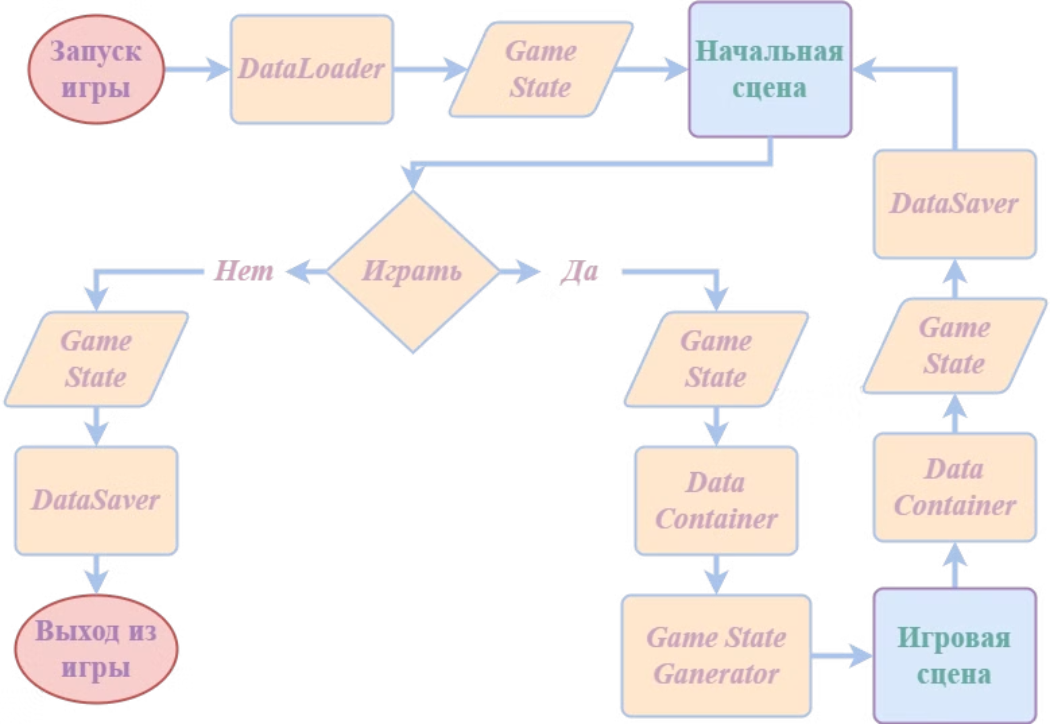 Запуск
игры
DataLoader
Game
State
Начальная
сцена
DataSaver
Нет
Играть
Да
Game
State
Game
State
Game
State
DataSaver
Data
Container
Data
Container
Выход из
игры
Game State
Ganerator
Игровая
сцена